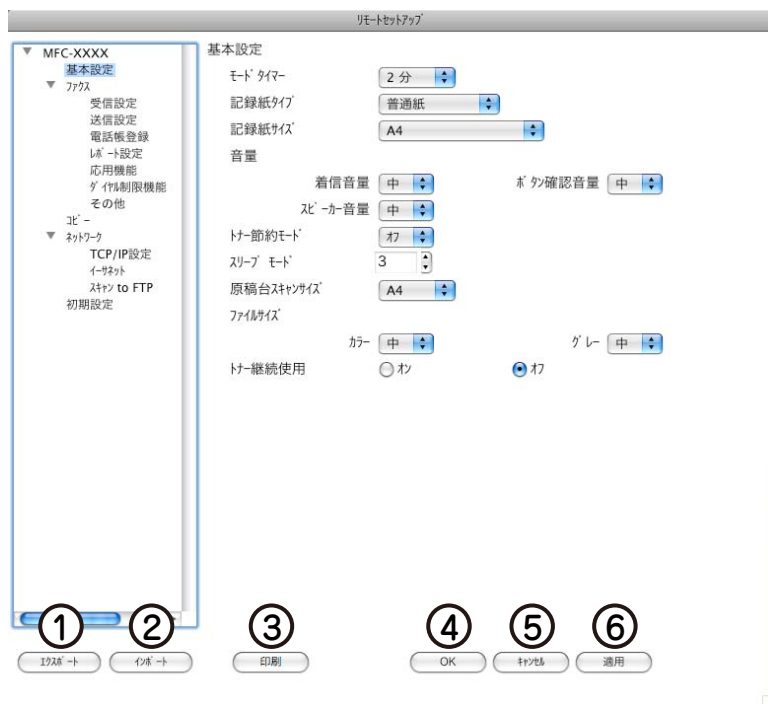 リモートセットアップ
MFC-XXXX
基本設定
ファクス
受信設定
送信設定
電話帳登録
レポート設定
応用機能
ダイヤル制限機能
その他
コピー
ネットワーク
TCP/IP設定
イーサネット
スキャン to FTP
初期設定
基本設定
モードタイマー 2 分
記録紙タイプ 普通紙
記録紙サイズ A4
音量
着信音量 中 ボタン確認音量 中
スピーカー音量 中
トナー節約モード オフ
スリープ モード 3
原稿台スキャンサイズ A4
ファイルサイズ
カラー 中 グレー 中
トナー継続使用 オン オフ
① ② ③ ④ ⑤ ⑥
エクスポート インポート 印刷 OK キャンセル 適用